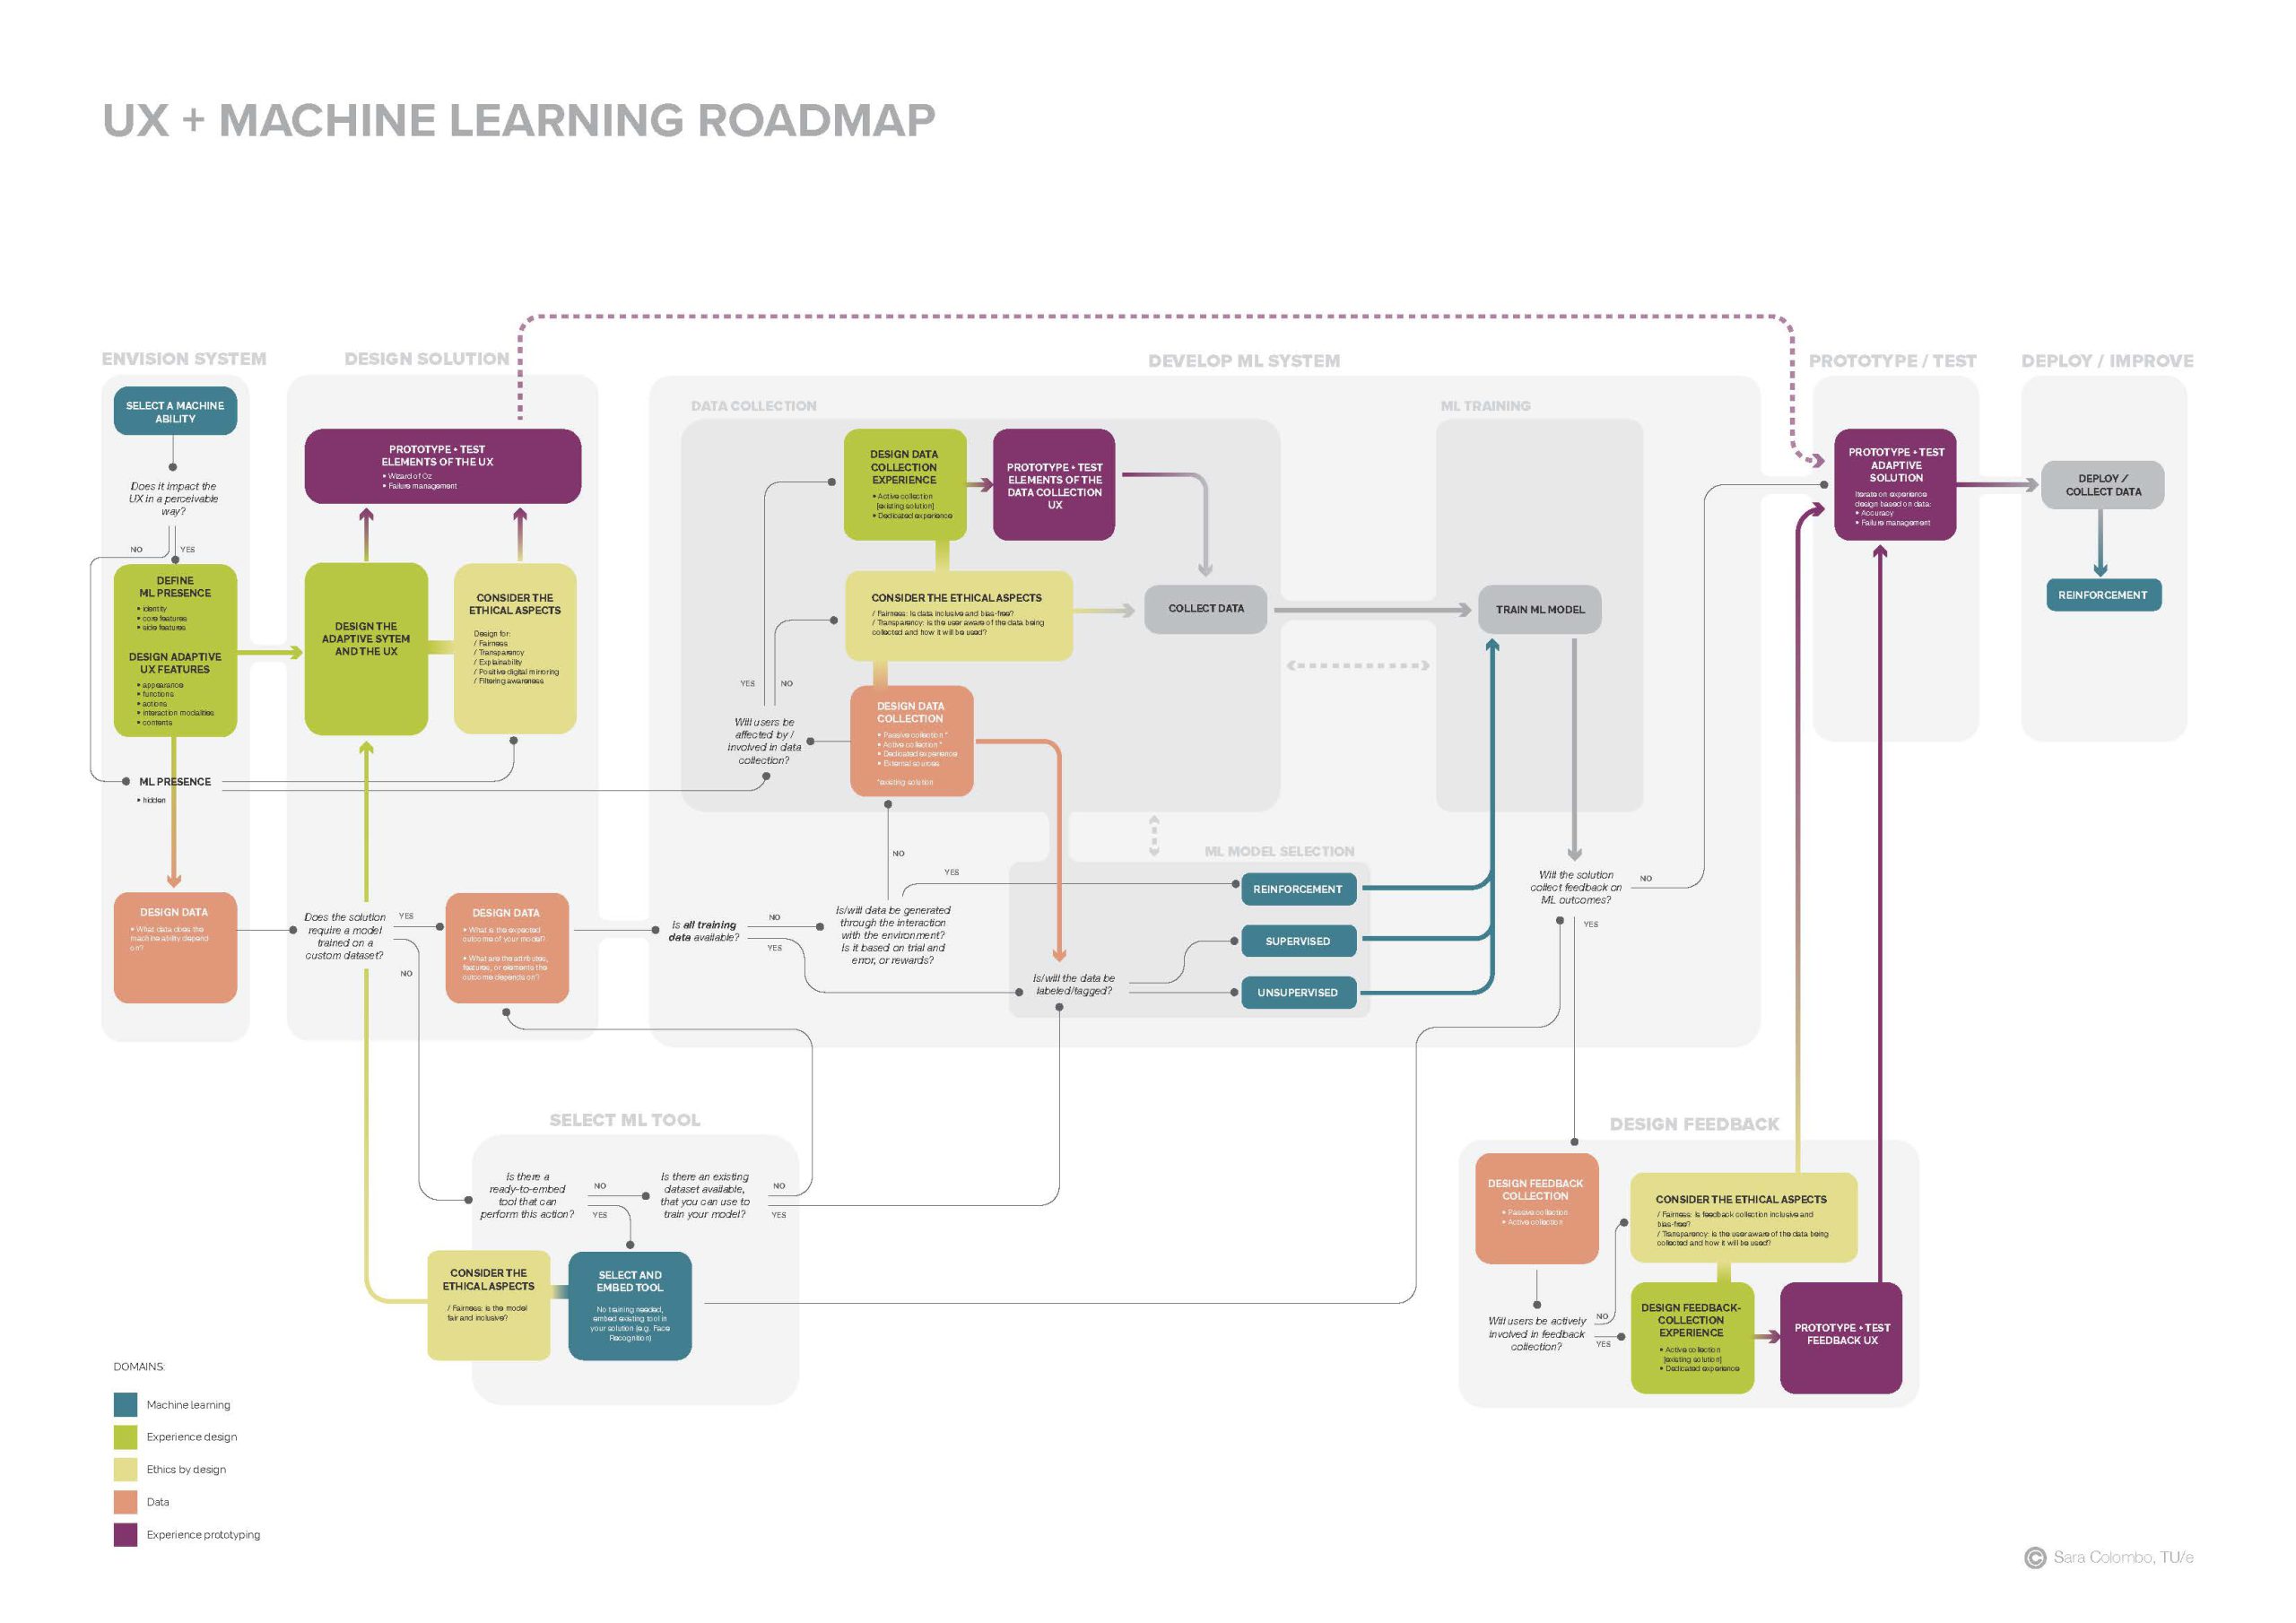 UX + MACHINE LEARNING ROADMAP
ENVISION SYSTEM
SELECT A MACHINE
ABILITY
Does it impact the
UX in a perceivable
way?
NO
YES
DEFINE
ML PRESENCE
• identity
• core features
• side features
DESIGN ADAPTIVE
UX FEATURES
• appearance
• functions
• actions
• interaction modalities
• contents
ML PRESENCE
• hidden
DESIGN DATA
• What data does the
machine ability depend
on?
DESIGN SOLUTION
PROTOTYPE + TEST
ELEMENTS OF THE UX
• Wizard of Oz
• Failure management
DESIGN THE
ADAPTIVE SYTEM
AND THE UX
CONSIDER THE
ETHICAL ASPECTS
Design for:
/ Fairness
/ Transparency
/ Explainability
/ Positive digital mirroring
/ Filtering awareness
Does the solution
require a model
trained on a
custom dataset?
YES
NO
DESIGN DATA
• What is the expected
outcome of your model?
• What are the attributes,
features, or elements the
outcome depends on?
DEVELOP ML SYSTEM
DATA COLLECTION
DESIGN DATA
COLLECTION
EXPERIENCE
• Active collection
[existing solution]
• Dedicated experience
PROTOTYPE + TEST
ELEMENTS OF THE
DATA COLLECTION
UX
CONSIDER THE ETHICAL ASPECTS
/ Fairness: Is data inclusive and bias-free?
/ Transparency: is the user aware of the data being
collected and how it will be used?
COLLECT DATA
YES
NO
Will users be
affected by /
involved in data
collection?
DESIGN DATA
COLLECTION
• Passive collection *
• Active collection *
• Dedicated experience
• External sources
*existing solution
ML TRAINING
TRAIN ML MODEL
Is all training
data available?
NO
YES
NO
YES
Is/will data be generated
through the interaction
with the environment?
Is it based on trial and
error, or rewards?
ML MODEL SELECTION
Is/will the data be
labeled/tagged?
REINFORCEMENT
SUPERVISED
UNSUPERVISED
Will the solution
collect feedback on
ML outcomes?
NO
YES
PROTOTYPE / TEST
PROTOTYPE + TEST
ADAPTIVE
SOLUTION
Iterate on experience
design based on data:
• Accuracy
• Failure management
DEPLOY / IMPROVE
DEPLOY /
COLLECT DATA
REINFORCEMENT
SELECT ML TOOL
Is there a
ready-to-embed
tool that can
perform this action?
NO
YES
Is there an existing
dataset available,
that you can use to
train your model?
NO
YES
CONSIDER THE
ETHICAL ASPECTS
/ Fairness: is the model
fair and inclusive?
SELECT AND
EMBED TOOL
No training needed,
embed existing tool in
your solution (e.g. Face
Recognition)
DESIGN FEEDBACK
DESIGN FEEDBACK
COLLECTION
• Passive collection
• Active collection
Will users be actively
involved in feedback
collection?
NO
YES
CONSIDER THE ETHICAL ASPECTS
/ Fairness: Is feedback collection inclusive and
bias-free?
/ Transparency: is the user aware of the data being
collected and how it will be used?
DESIGN FEEDBACK-
COLLECTION
EXPERIENCE
• Active collection
[existing solution]
• Dedicated experience
PROTOTYPE + TEST
FEEDBACK UX
DOMAINS:
Machine learning
Experience design
Ethics by design
Data
Experience prototyping
© Sara Colombo, TU/e